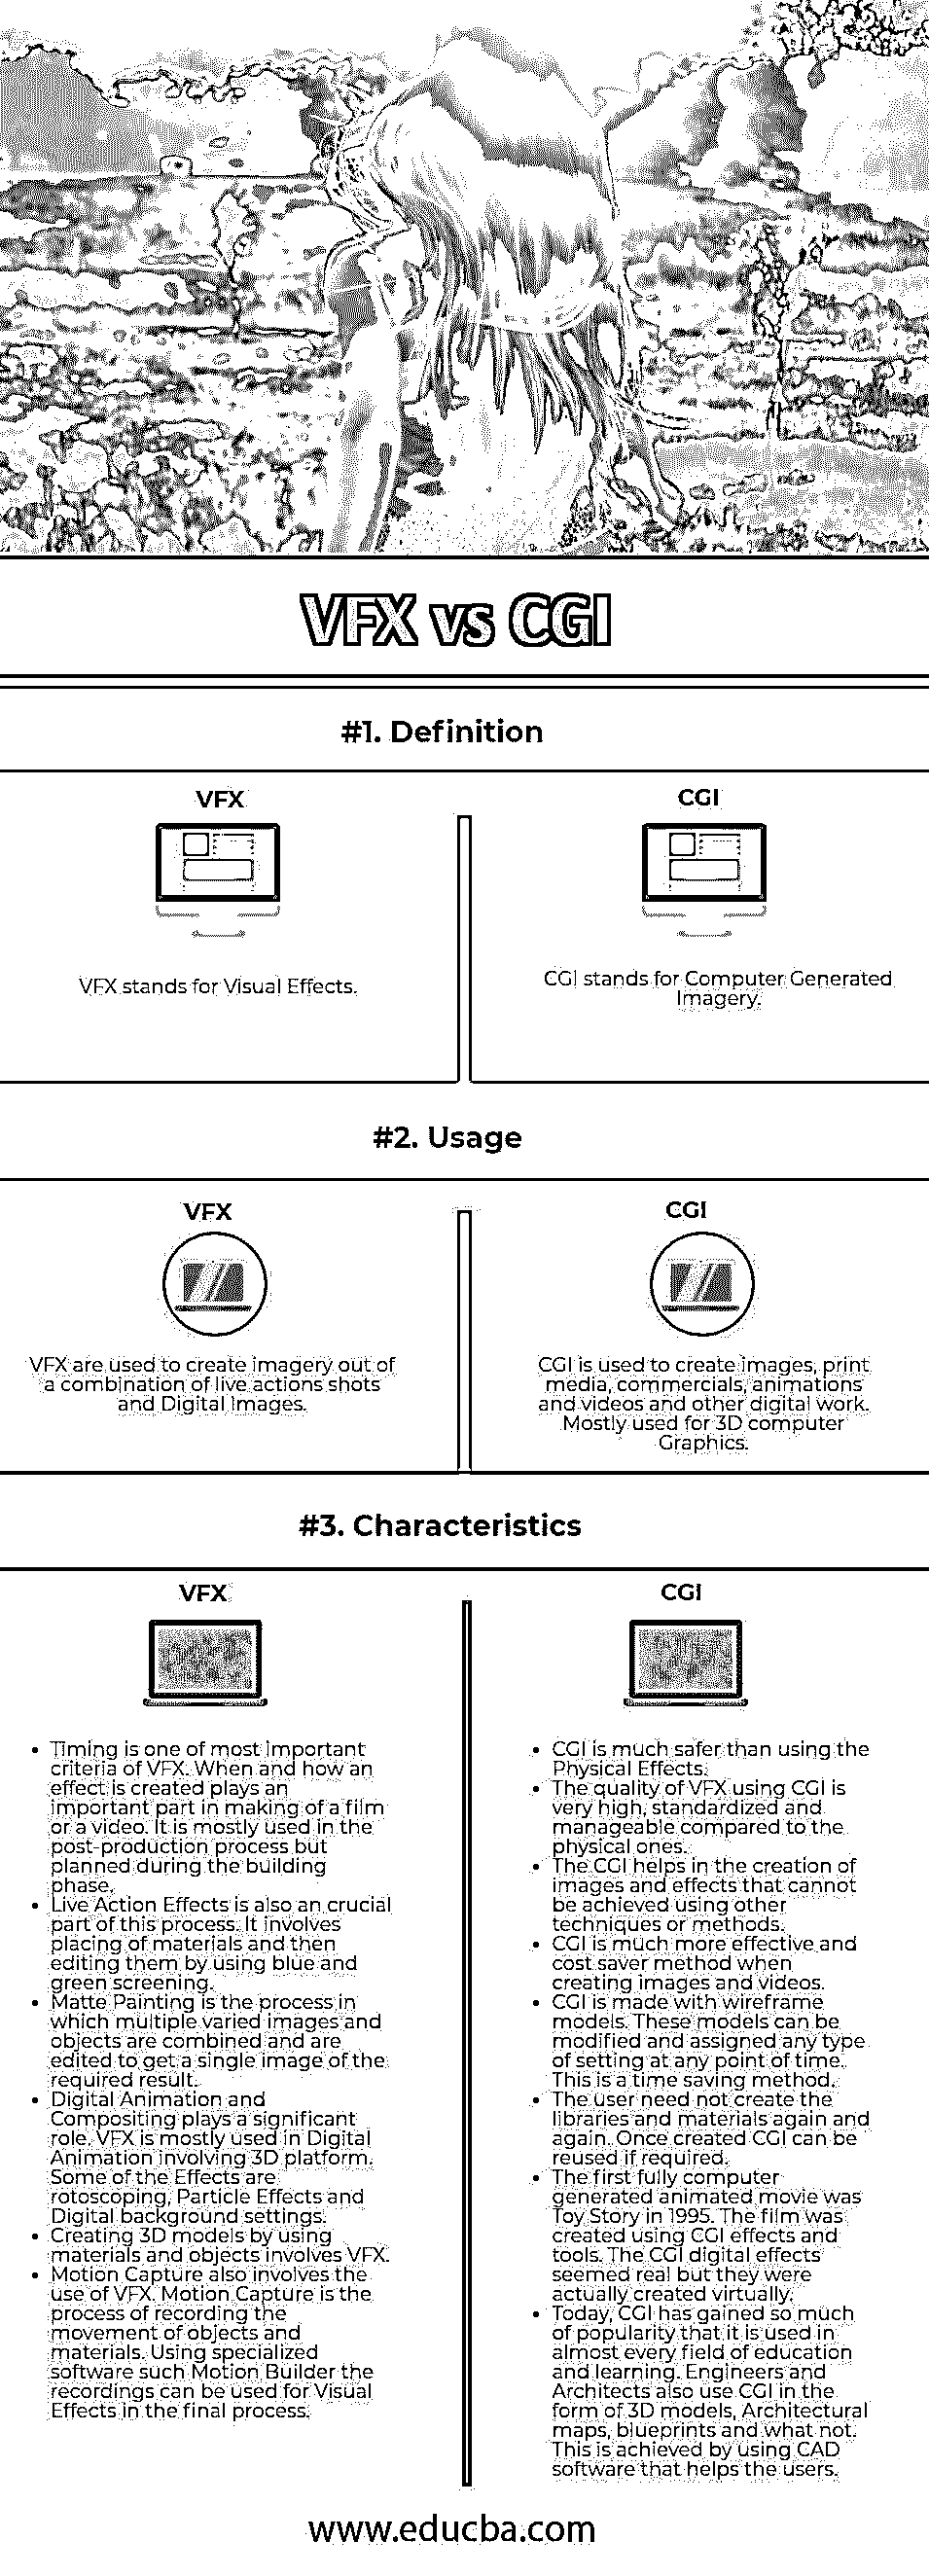 VFX vs CGI
#1. Definition
VFX
VFX stands for Visual Effects.
CGI
CGI stands for Computer Generated
Imagery.
#2. Usage
VFX
VFX are used to create imagery out of
a combination of live actions shots
and Digital Images.
CGI
CGI is used to create images, print
media, commercials, animations
and videos and other digital work.
Mostly used for 3D computer
Graphics.
#3. Characteristics
VFX
• Timing is one of most important
criteria of VFX. When and how an
effect is created plays an
important part in making of a film
or a video. It is mostly used in the
post-production process but
planned during the building
phase.
• Live Action Effects is also an crucial
part of this process. It involves
placing of materials and then
editing them by using blue and
green screening.
• Matte Painting is the process in
which multiple varied images and
objects are combined and are
edited to get a single image of the
required result.
• Digital Animation and
Compositing plays a significant
role. VFX is mostly used in Digital
Animation involving 3D platform.
Some of the Effects are
rotoscoping, Particle Effects and
Digital background settings.
• Creating 3D models by using
materials and objects involves VFX.
• Motion Capture also involves the
use of VFX. Motion Capture is the
process of recording the
movement of objects and
materials. Using specialized
software such Motion Builder the
recordings can be used for Visual
Effects in the final process.
CGI
• CGI is much safer than using the
Physical Effects.
• The quality of VFX using CGI is
very high, standardized and
manageable compared to the
physical ones.
• The CGI helps in the creation of
images and effects that cannot
be achieved using other
techniques or methods.
• CGI is much more effective and
cost saver method when
creating images and videos.
• CGI is made with wireframe
models. These models can be
modified and assigned any type
of setting at any point of time.
This is a time saving method.
• The user need not create the
libraries and materials again and
again. Once created CGI can be
reused if required.
• The first fully computer
generated animated movie was
Toy Story in 1995. The film was
created using CGI effects and
tools. The CGI digital effects
seemed real but they were
actually created virtually.
• Today, CGI has gained so much
of popularity that it is used in
almost every field of education
and learning. Engineers and
Architects also use CGI in the
form of 3D models, Architectural
maps, blueprints and what not.
This is achieved by using CAD
software that helps the users.
www.educba.com